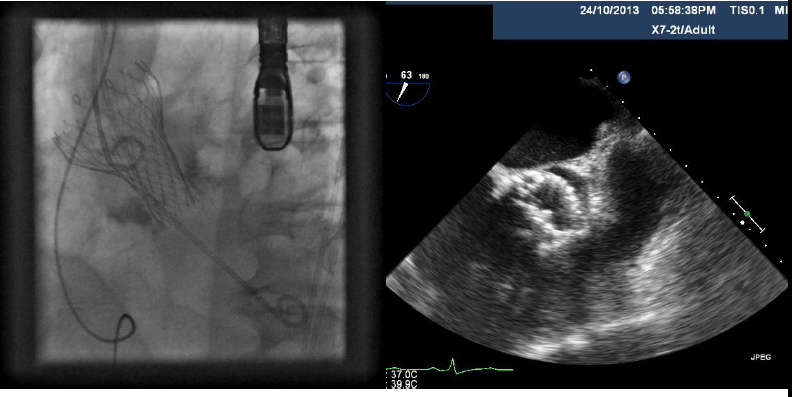 24/10/2013 05:58:38PM TIS0.1 MI
X7-2t/Adult
63 180
P
JPEG
37.0C
39.9C